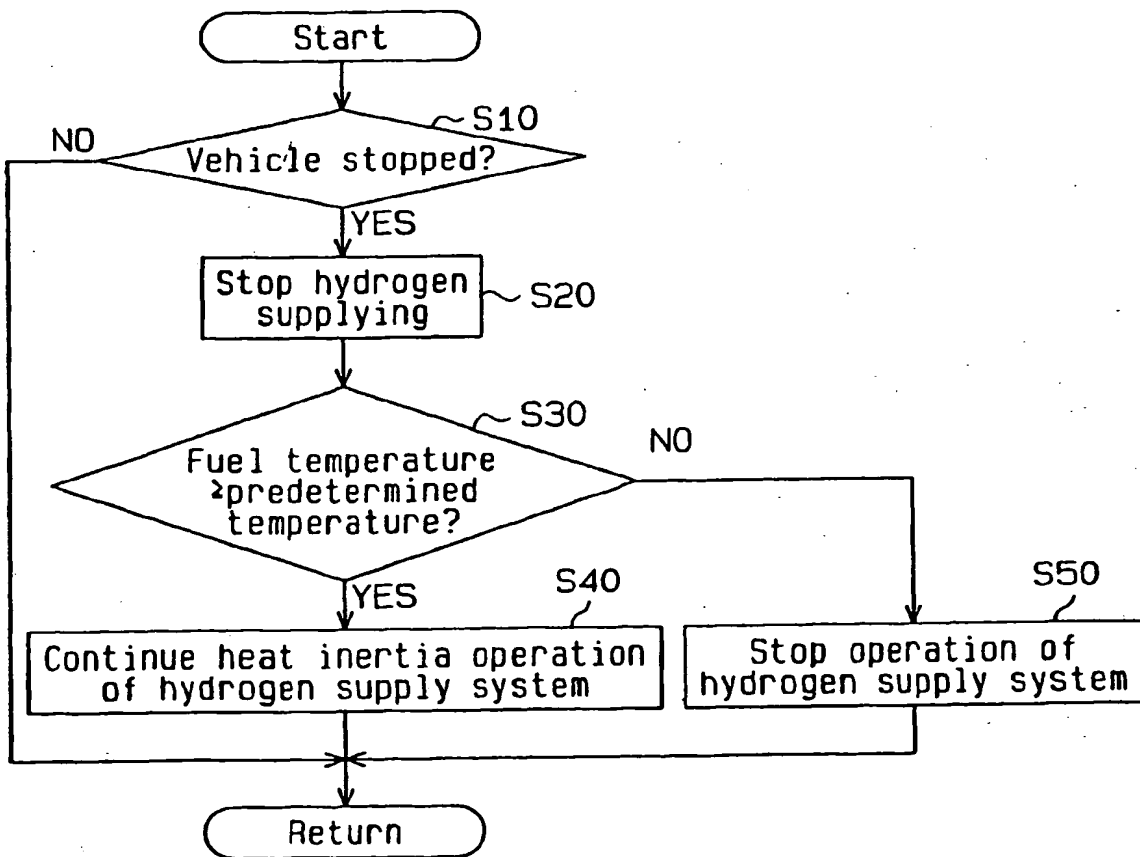 Start
S10
NO
Vehicle stopped?
YES
Stop hydrogen
supplying
S20
S30
NO
Fuel temperature
≥predetermined
temperature?
YES
S40
S50
Continue heat inertia operation
of hydrogen supply system
Stop operation of
hydrogen supply system
Return